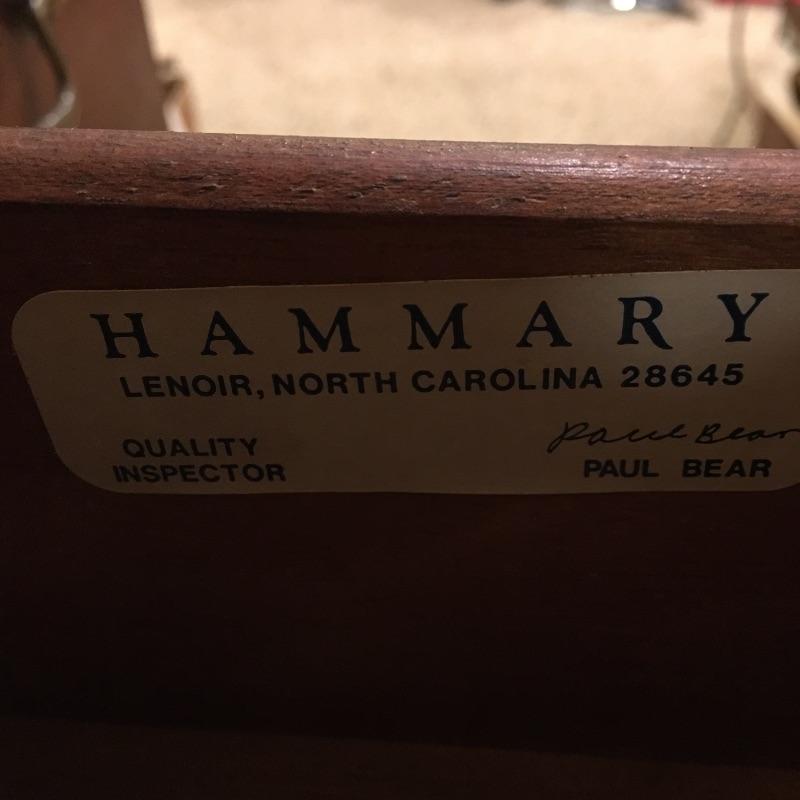 HAMMARY
LENOIR, NORTH CAROLINA 28645
Paul Bear
QUALITY
INSPECTOR
PAUL BEAR